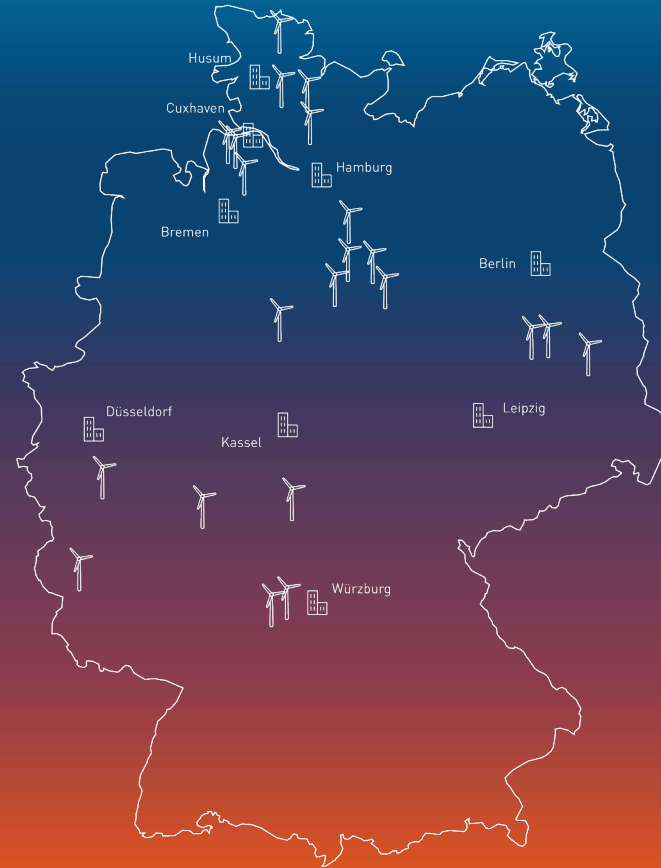 Husum
Cuxhaven
Hamburg
Bremen
Berlin
Düsseldorf
Leipzig
Kassel
Würzburg